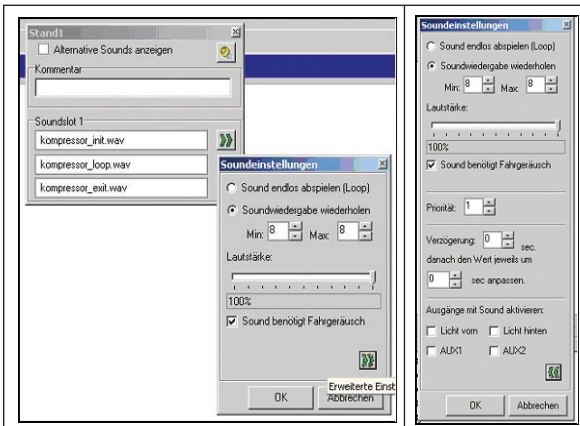 Stand1
Alternative Sounds anzeigen
Kommentar
Soundslot 1
kompressor_init.wav
kompressor_loop.wav
kompressor_exit.wav
Soundeinstellungen
Sound endlos abspielen (Loop)
Soundwiedergabe wiederholen
Min: 8 Max: 8
Lautstärke:
100%
Sound benötigt Fahrgeräusch
Erweiterte Einst
OK Abbrechen
Soundeinstellungen
Sound endlos abspielen (Loop)
Soundwiedergabe wiederholen
Min: 8 Max: 8
Lautstärke:
100%
Sound benötigt Fahrgeräusch
Priorität: 1
Verzögerung: 0 sec.
danach den Wert jeweils um
0 sec anpassen.
Ausgänge mit Sound aktivieren:
Licht vorn Licht hinten
AUX1 AUX2
OK Abbrechen